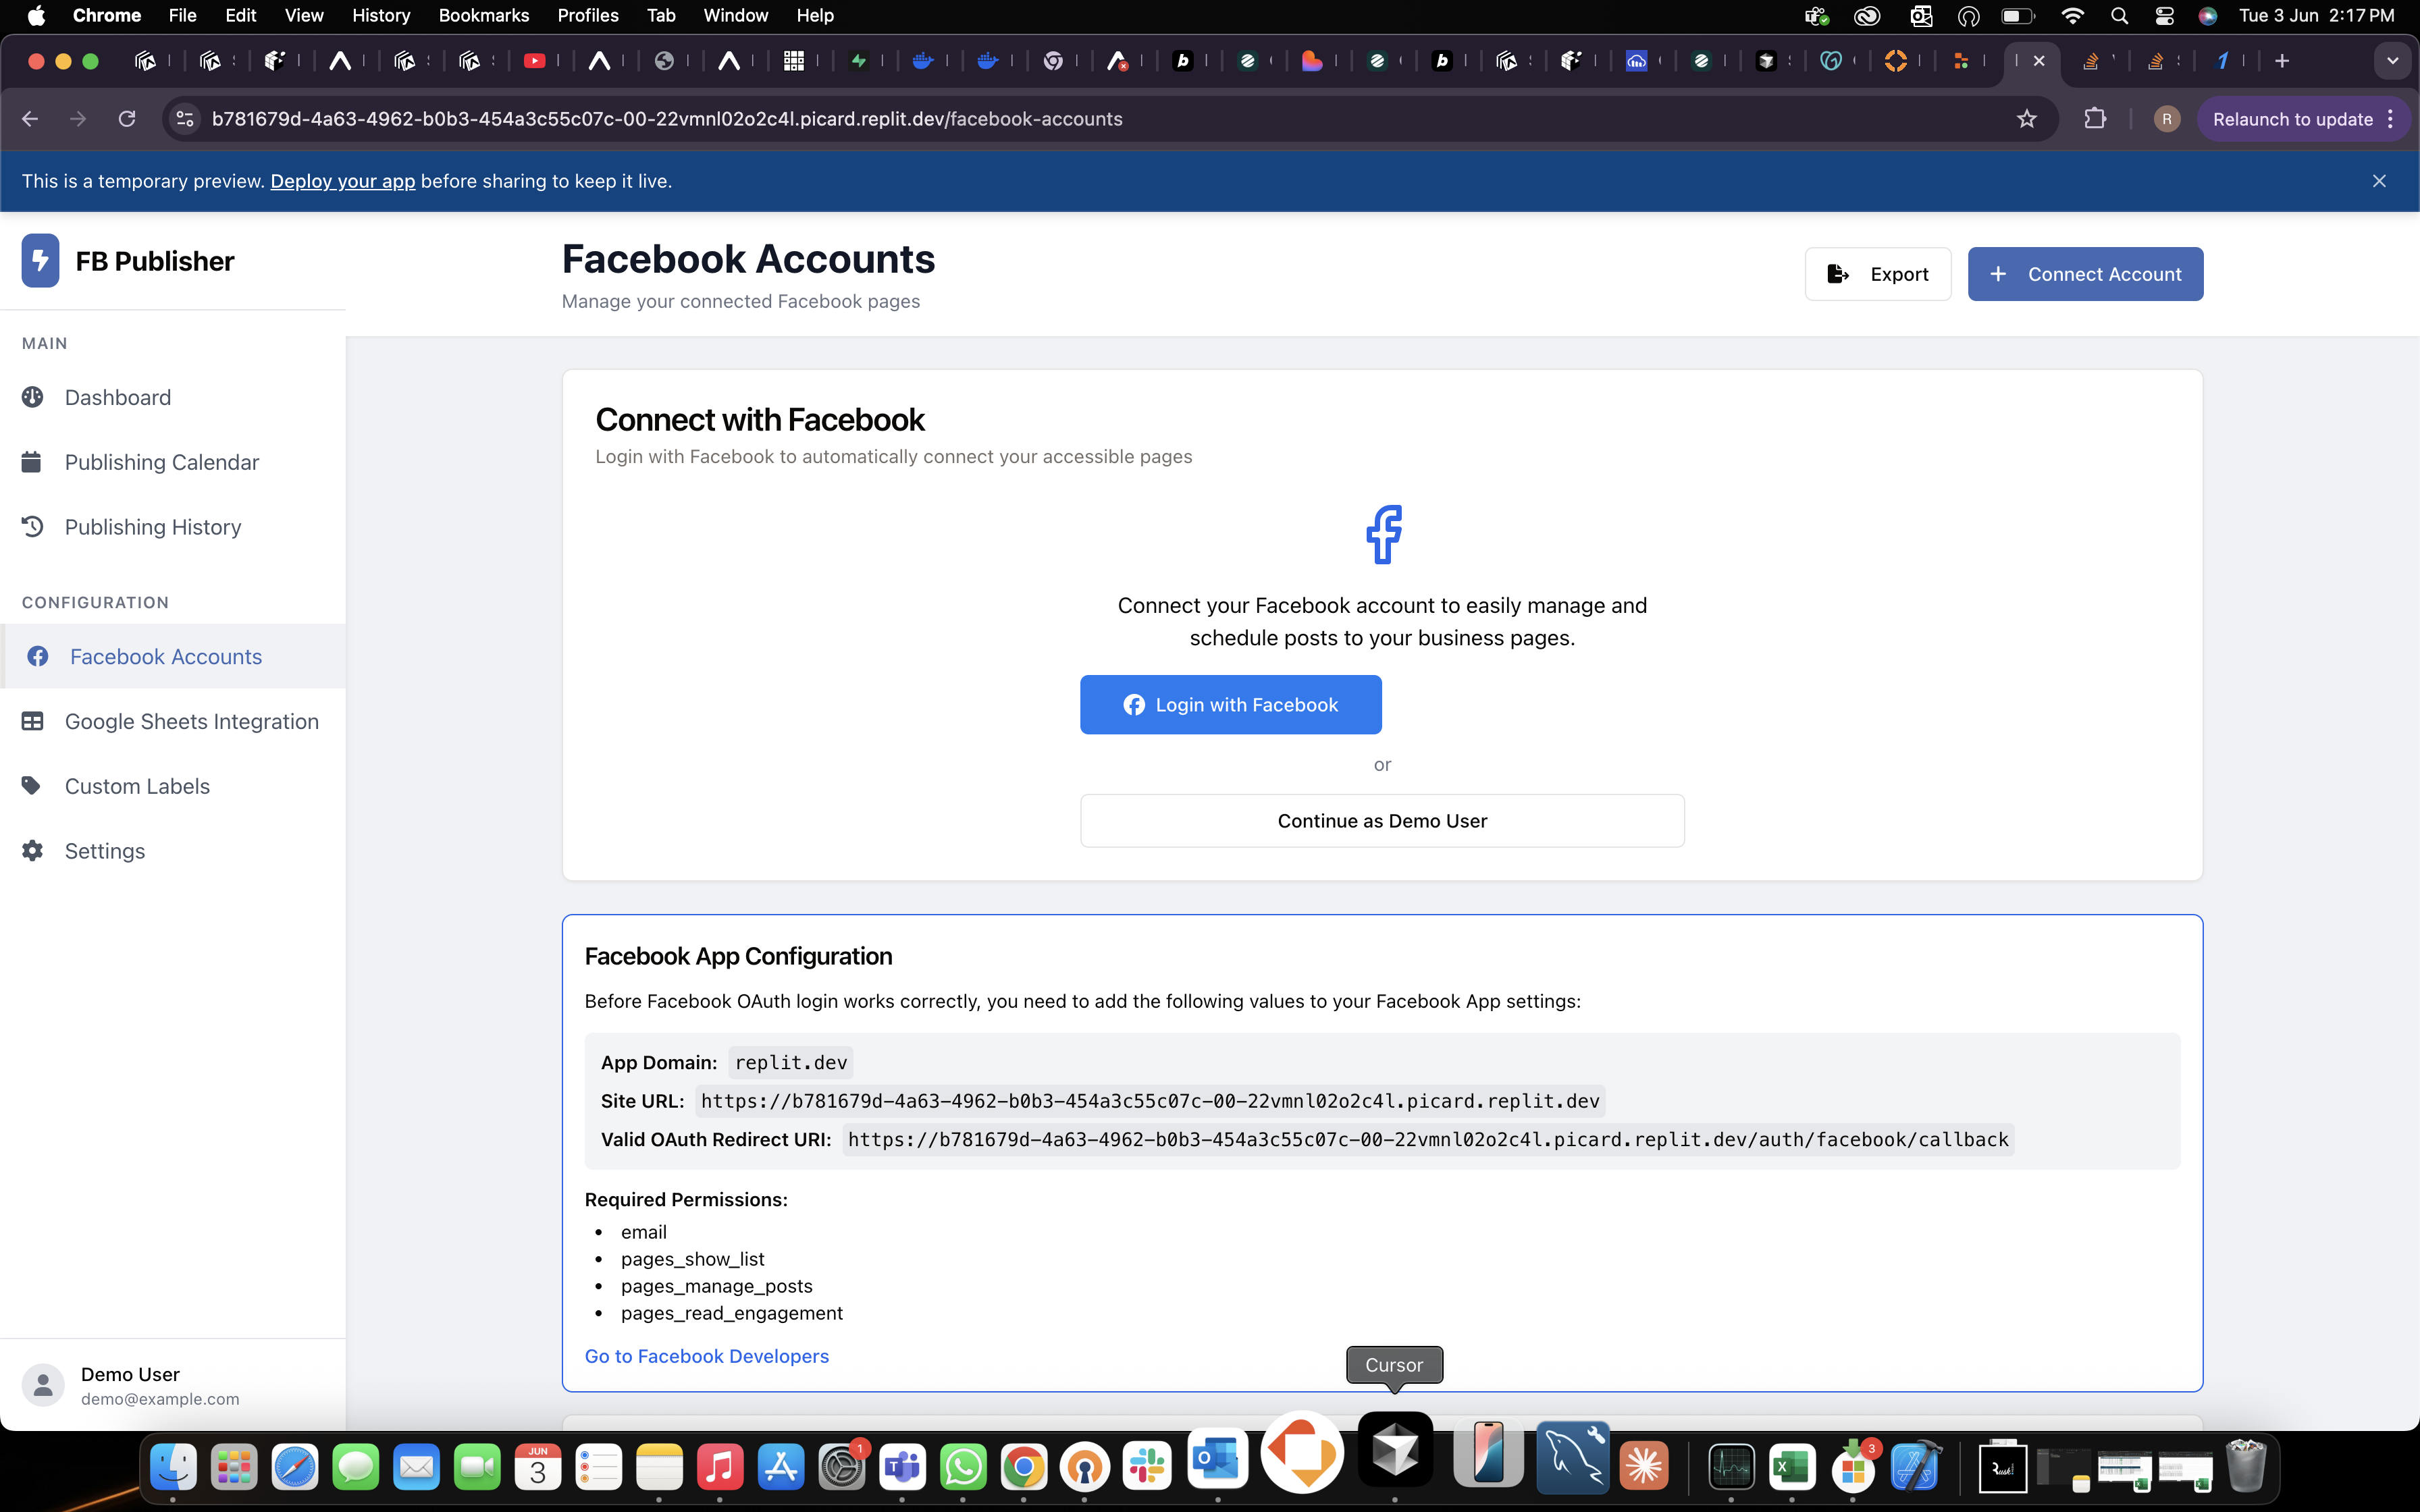 Chrome File Edit View History Bookmarks Profiles Tab Window Help Tue 3 Jun 2:17 PM
b781679d-4a63-4962-b0b3-454a3c55c07c-00-22vmnl02o2c4l.picard.replit.dev/facebook-accounts R Relaunch to update
This is a temporary preview. Deploy your app before sharing to keep it live.
FB Publisher
MAIN
Dashboard
Publishing Calendar
Publishing History
CONFIGURATION
Facebook Accounts
Google Sheets Integration
Custom Labels
Settings
Demo User
demo@example.com
Facebook Accounts
Manage your connected Facebook pages
Export
Connect Account
Connect with Facebook
Login with Facebook to automatically connect your accessible pages
Connect your Facebook account to easily manage and
schedule posts to your business pages.
Login with Facebook
or
Continue as Demo User
Facebook App Configuration
Before Facebook OAuth login works correctly, you need to add the following values to your Facebook App settings:
App Domain: replit.dev
Site URL: https://b781679d-4a63-4962-b0b3-454a3c55c07c-00-22vmnl02o2c4l.picard.replit.dev
Valid OAuth Redirect URI: https://b781679d-4a63-4962-b0b3-454a3c55c07c-00-22vmnl02o2c4l.picard.replit.dev/auth/facebook/callback
Required Permissions:
• email
• pages_show_list
• pages_manage_posts
• pages_read_engagement
Go to Facebook Developers
Cursor
JUN
3
1
3